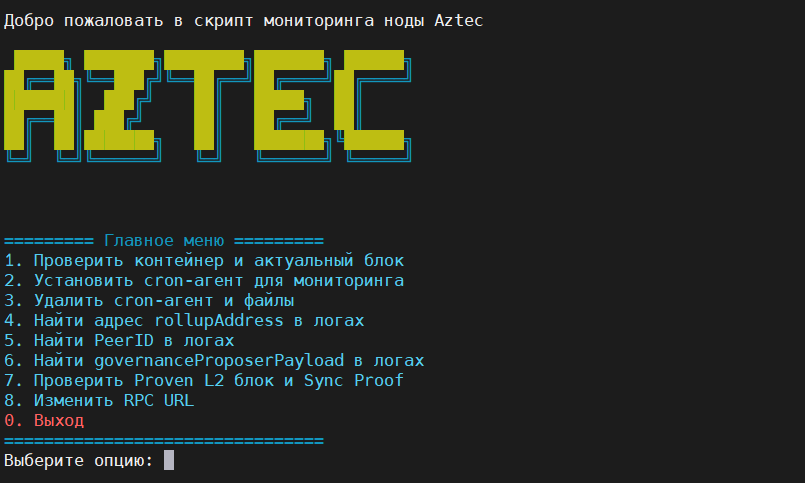 Добро пожаловать в скрипт мониторинга ноды Aztec
AZTEC
========= Главное меню =========
1. Проверить контейнер и актуальный блок
2. Установить cron-агент для мониторинга
3. Удалить cron-агент и файлы
4. Найти адрес rollupAddress в логах
5. Найти PeerID в логах
6. Найти governanceProposerPayload в логах
7. Проверить Proven L2 блок и Sync Proof
8. Изменить RPC URL
0. Выход
================================
Выберите опцию: